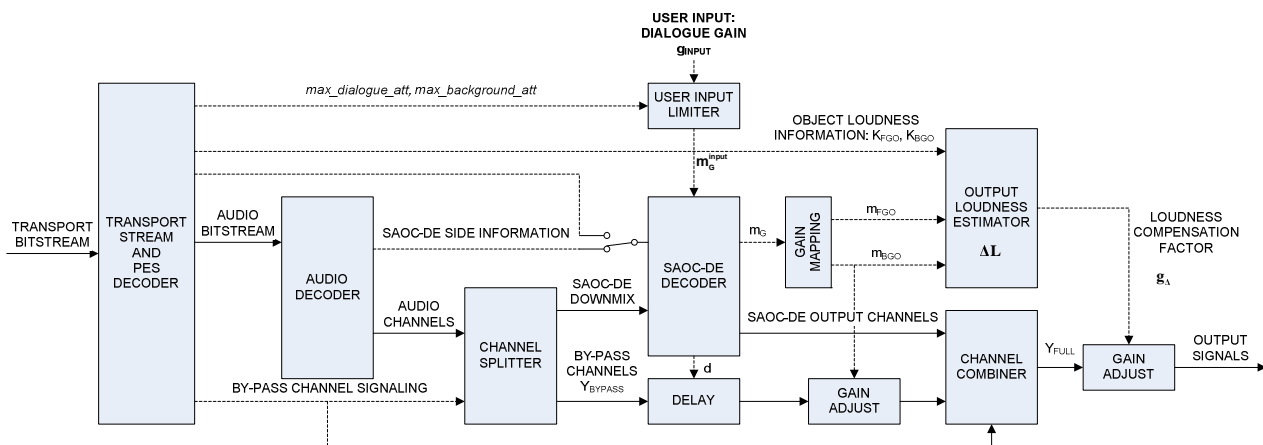 USER INPUT:
DIALOGUE GAIN
gINPUT
max_dialogue_att, max_background_att
USER INPUT
LIMITER
OBJECT LOUDNESS
INFORMATION: KFGO, KBGO
mG^input
TRANSPORT
BITSTREAM
TRANSPORT
STREAM
AND
PES
DECODER
AUDIO
BITSTREAM
AUDIO
DECODER
SAOC-DE SIDE INFORMATION
SAOC-DE
DECODER
mG
GAIN
MAPPING
mFGO
mBGO
OUTPUT
LOUDNESS
ESTIMATOR
ΔL
LOUDNESS
COMPENSATION
FACTOR
gΔ
SAOC-DE
DOWNMIX
AUDIO
CHANNELS
CHANNEL
SPLITTER
SAOC-DE OUTPUT CHANNELS
CHANNEL
COMBINER
YFULL
GAIN
ADJUST
OUTPUT
SIGNALS
BY-PASS
CHANNELS
YBYPASS
d
BY-PASS CHANNEL SIGNALING
DELAY
GAIN
ADJUST